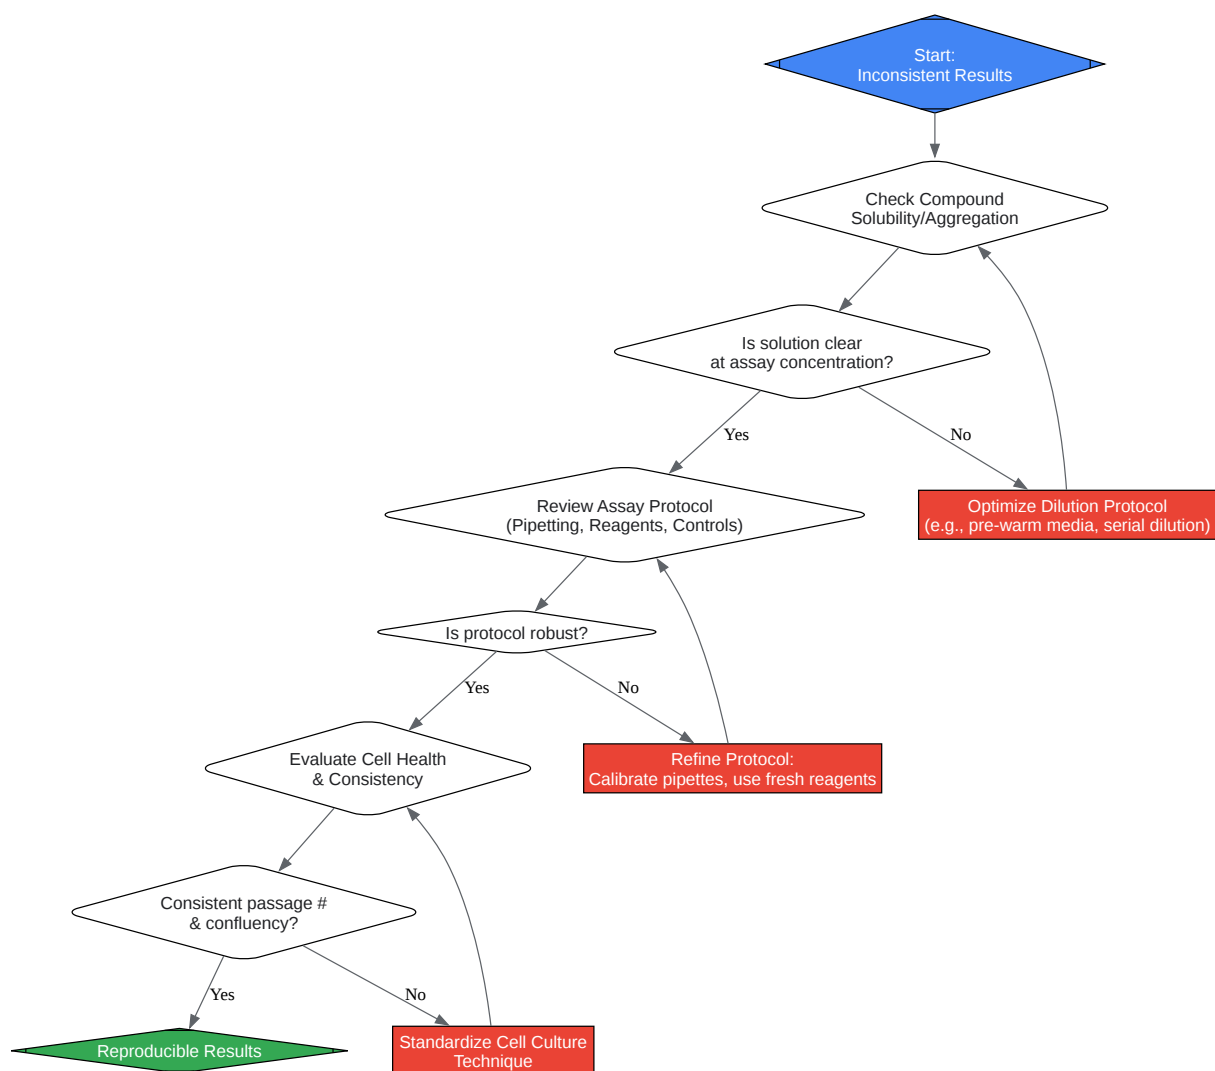 Start:
Inconsistent Results
Check Compound
Solubility/Aggregation
Is solution clear
at assay concentration?
Yes
No
Review Assay Protocol
(Pipetting, Reagents, Controls)
Optimize Dilution Protocol
(e.g., pre-warm media, serial dilution)
Is protocol robust?
Yes
No
Evaluate Cell Health
& Consistency
Refine Protocol:
Calibrate pipettes, use fresh reagents
Consistent passage #
& confluency?
Yes
No
Reproducible Results
Standardize Cell Culture
Technique